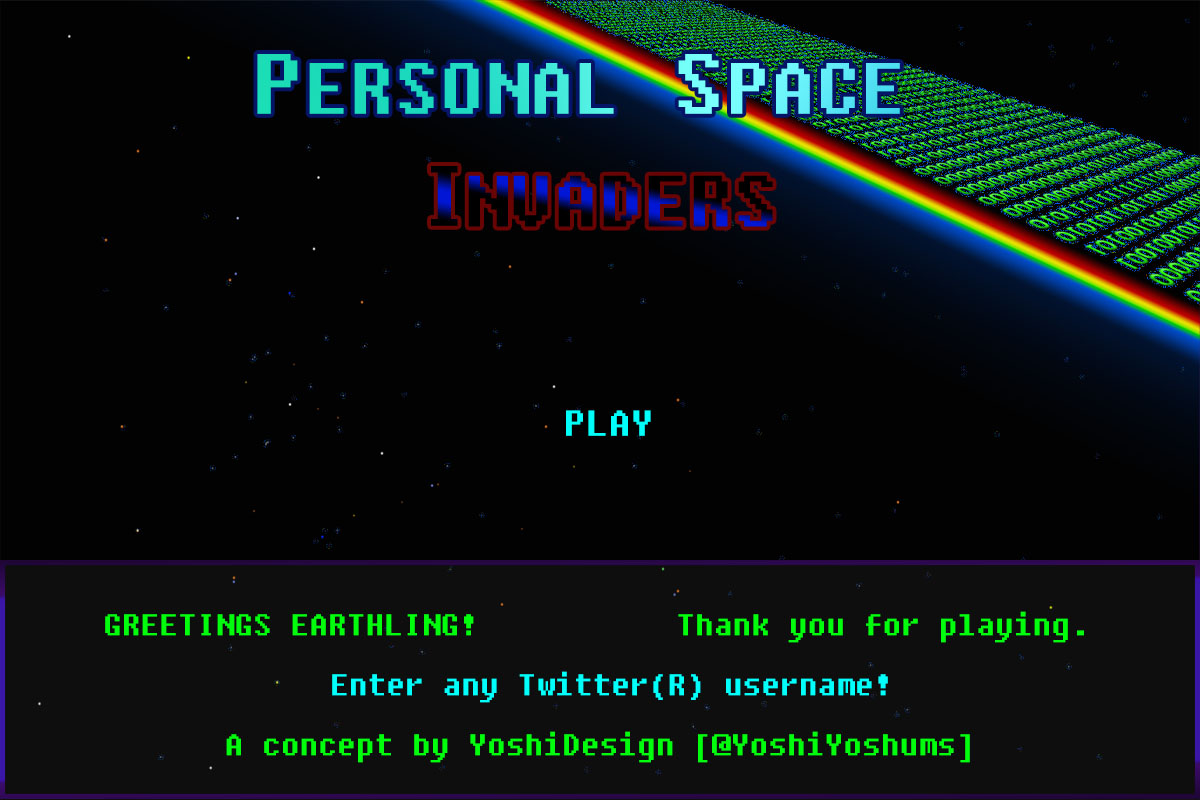 Personal Space
Invaders
PLAY
GREETINGS EARTHLING!
Thank you for playing.
Enter any Twitter(R) username!
A concept by YoshiDesign [@YoshiYoshums]